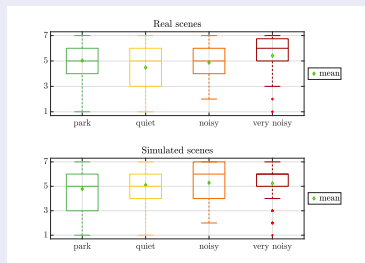 Real scenes
7
5
3
1
park quiet noisy very noisy
mean
Simulated scenes
7
5
3
1
park quiet noisy very noisy
mean